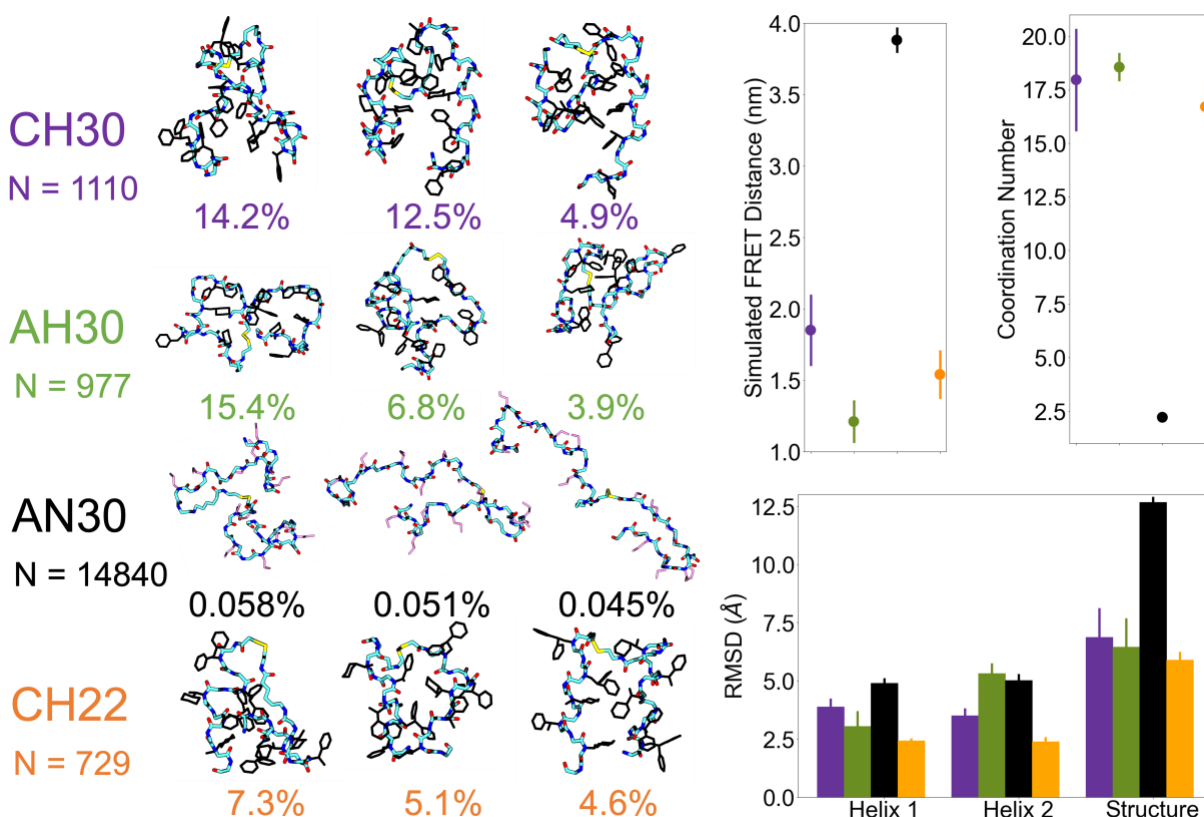 CH30
N = 1110
14.2%
12.5%
4.9%
AH30
N = 977
15.4%
6.8%
3.9%
AN30
N = 14840
0.058%
0.051%
0.045%
CH22
N = 729
7.3%
5.1%
4.6%
Simulated FRET Distance (nm)
4.0
3.5
3.0
2.5
2.0
1.5
1.0
Coordination Number
20.0
17.5
15.0
12.5
10.0
7.5
5.0
2.5
RMSD (Å)
12.5
10.0
7.5
5.0
2.5
0.0
Helix 1
Helix 2
Structure